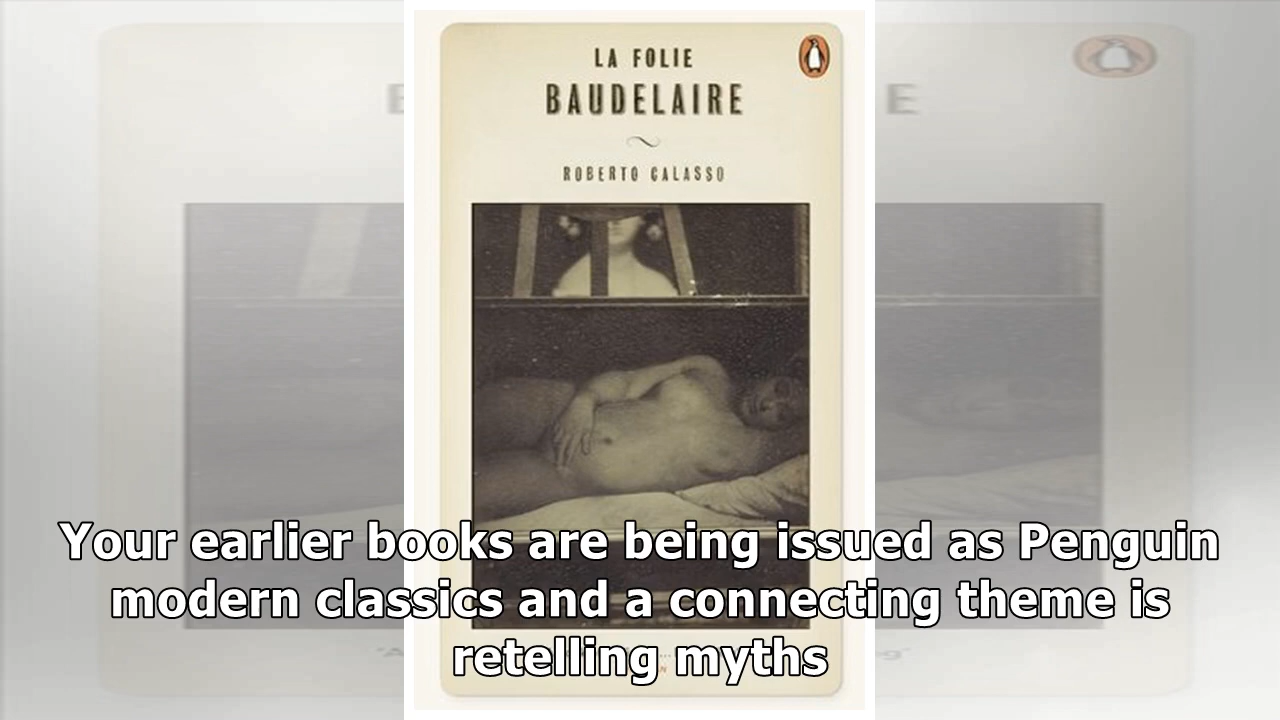 LA FOLIE
BAUDELAIRE
ROBERTO CALASSO
Your earlier books are being issued as Penguin
modern classics and a connecting theme is
retelling myths